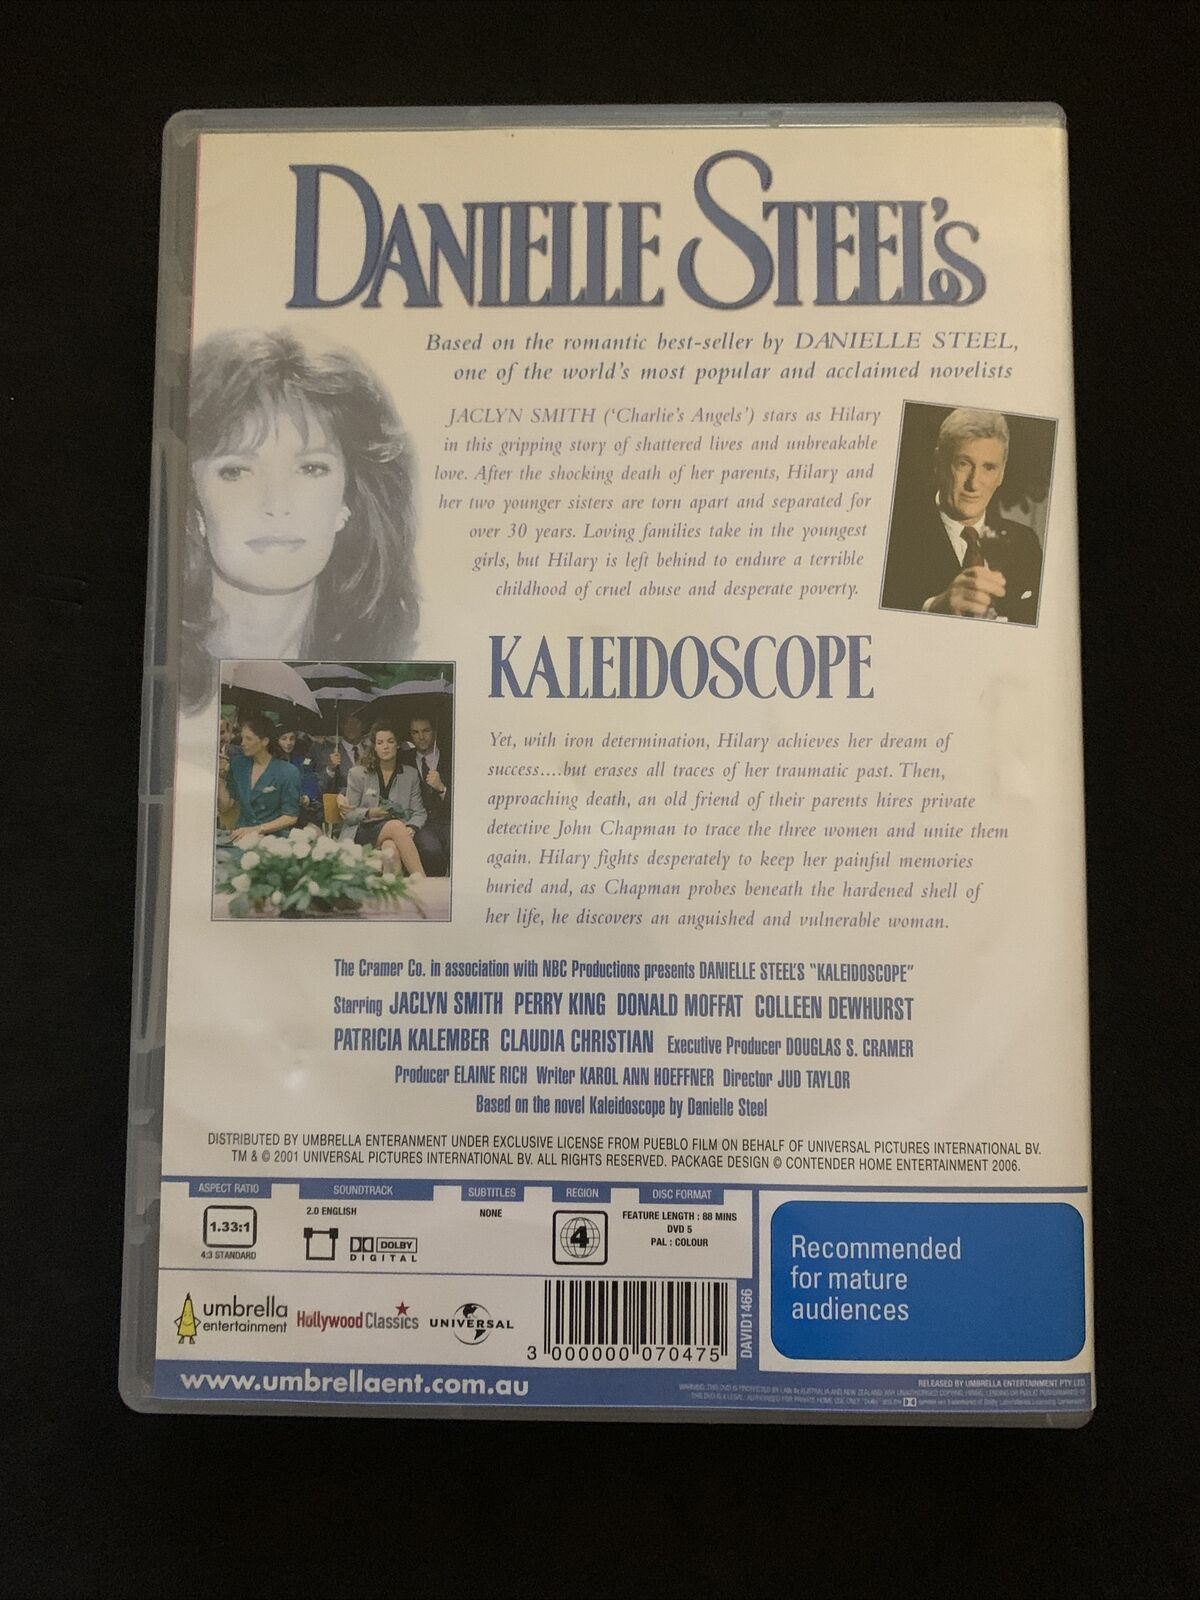 DANIELLE STEEL'S
Based on the romantic best-seller by DANIELLE STEEL,
one of the world's most popular and acclaimed novelists
JACLYN SMITH ('Charlie's Angels') stars as Hilary
in this gripping story of shattered lives and unbreakable
love. After the shocking death of her parents, Hilary and
her two younger sisters are torn apart and separated for
over 30 years. Loving families take in the youngest
girls, but Hilary is left behind to endure a terrible
childhood of cruel abuse and desperate poverty.
KALEIDOSCOPE
Yet, with iron determination, Hilary achieves her dream of
success....but erases all traces of her traumatic past. Then,
approaching death, an old friend of their parents hires private
detective John Chapman to trace the three women and unite them
again. Hilary fights desperately to keep her painful memories
buried and, as Chapman probes beneath the hardened shell of
her life, he discovers an anguished and vulnerable woman.
The Cramer Co. in association with NBC Productions presents DANIELLE STEEL'S "KALEIDOSCOPE"
Starring JACLYN SMITH PERRY KING DONALD MOFFAT COLLEEN DEWHURST
PATRICIA KALEMBER CLAUDIA CHRISTIAN Executive Producer DOUGLAS S. CRAMER
Producer ELAINE RICH Writer KAROL ANN HOEFFNER Director JUD TAYLOR
Based on the novel Kaleidoscope by Danielle Steel
DISTRIBUTED BY UMBRELLA ENTERANMENT UNDER EXCLUSIVE LICENSE FROM PUEBLO FILM ON BEHALF OF UNIVERSAL PICTURES INTERNATIONAL BV.
TM & © 2001 UNIVERSAL PICTURES INTERNATIONAL BV. ALL RIGHTS RESERVED. PACKAGE DESIGN © CONTENDER HOME ENTERTAINMENT 2006.
ASPECT RATIO
1.33:1
4:3 STANDARD
SOUNDTRACK
2.0 ENGLISH
DOLBY
DIGITAL
SUBTITLES
NONE
REGION
4
DISC FORMAT
FEATURE LENGTH : 88 MINS
DVD 5
PAL : COLOUR
Recommended
for mature
audiences
umbrella
entertainment
Hollywood Classics
UNIVERSAL
3 000000 070475
DAVID1466
www.umbrellaent.com.au
RELEASED BY UMBRELLA ENTERTAINMENT PTY LTD.